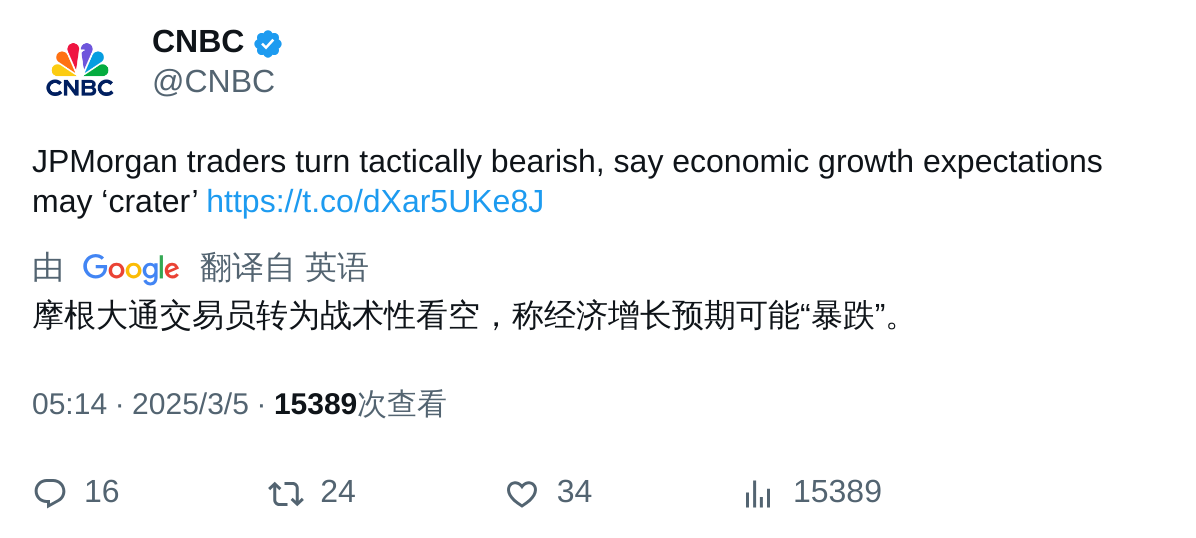 CNBC
CNBC
@CNBC
JPMorgan traders turn tactically bearish, say economic growth expectations
may ‘crater’ https://t.co/dXar5UKe8J
由 Google 翻译自 英语
摩根大通交易员转为战术性看空，称经济增长预期可能“暴跌”。
05:14 · 2025/3/5 · 15389次查看
16 24 34 15389